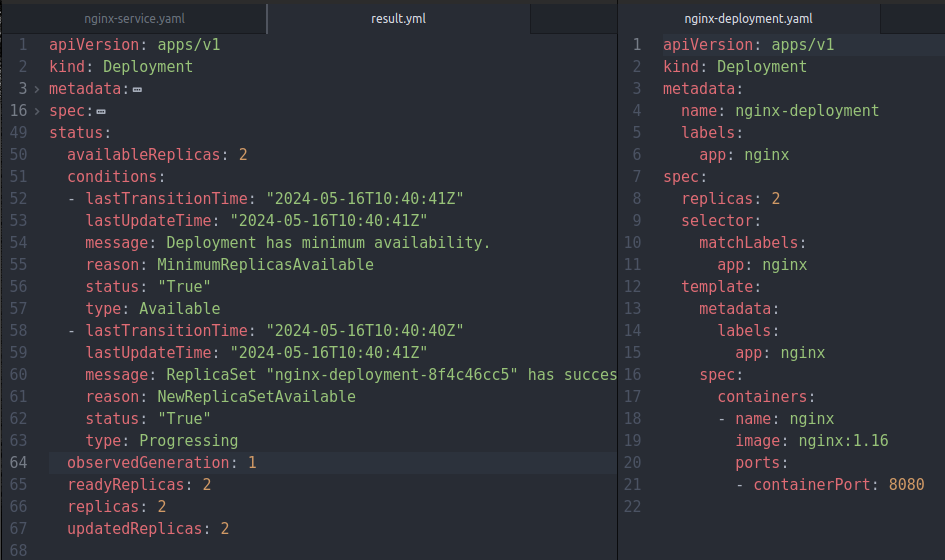 nginx-service.yaml
result.yml
1 apiVersion: apps/v1
2 kind: Deployment
3 metadata:
16 spec:
49 status:
50 availableReplicas: 2
51 conditions:
52 - lastTransitionTime: "2024-05-16T10:40:41Z"
53 lastUpdateTime: "2024-05-16T10:40:41Z"
54 message: Deployment has minimum availability.
55 reason: MinimumReplicasAvailable
56 status: "True"
57 type: Available
58 - lastTransitionTime: "2024-05-16T10:40:40Z"
59 lastUpdateTime: "2024-05-16T10:40:41Z"
60 message: ReplicaSet "nginx-deployment-8f4c46cc5" has succes
61 reason: NewReplicaSetAvailable
62 status: "True"
63 type: Progressing
64 observedGeneration: 1
65 readyReplicas: 2
66 replicas: 2
67 updatedReplicas: 2
68
nginx-deployment.yaml
1 apiVersion: apps/v1
2 kind: Deployment
3 metadata:
4 name: nginx-deployment
5 labels:
6 app: nginx
7 spec:
8 replicas: 2
9 selector:
10 matchLabels:
11 app: nginx
12 template:
13 metadata:
14 labels:
15 app: nginx
16 spec:
17 containers:
18 - name: nginx
19 image: nginx:1.16
20 ports:
21 - containerPort: 8080
22